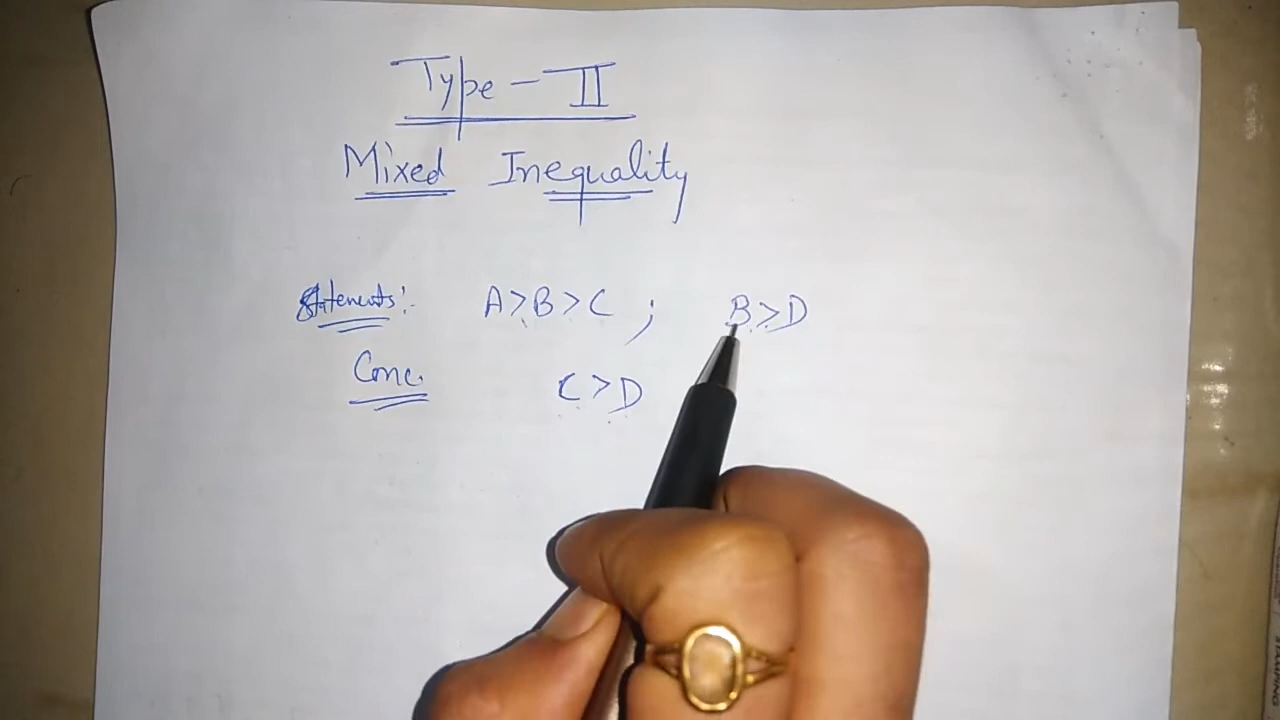 Type - II
Mixed Inequality
Statements:- A>B>C ; B>D
Conc. C>D